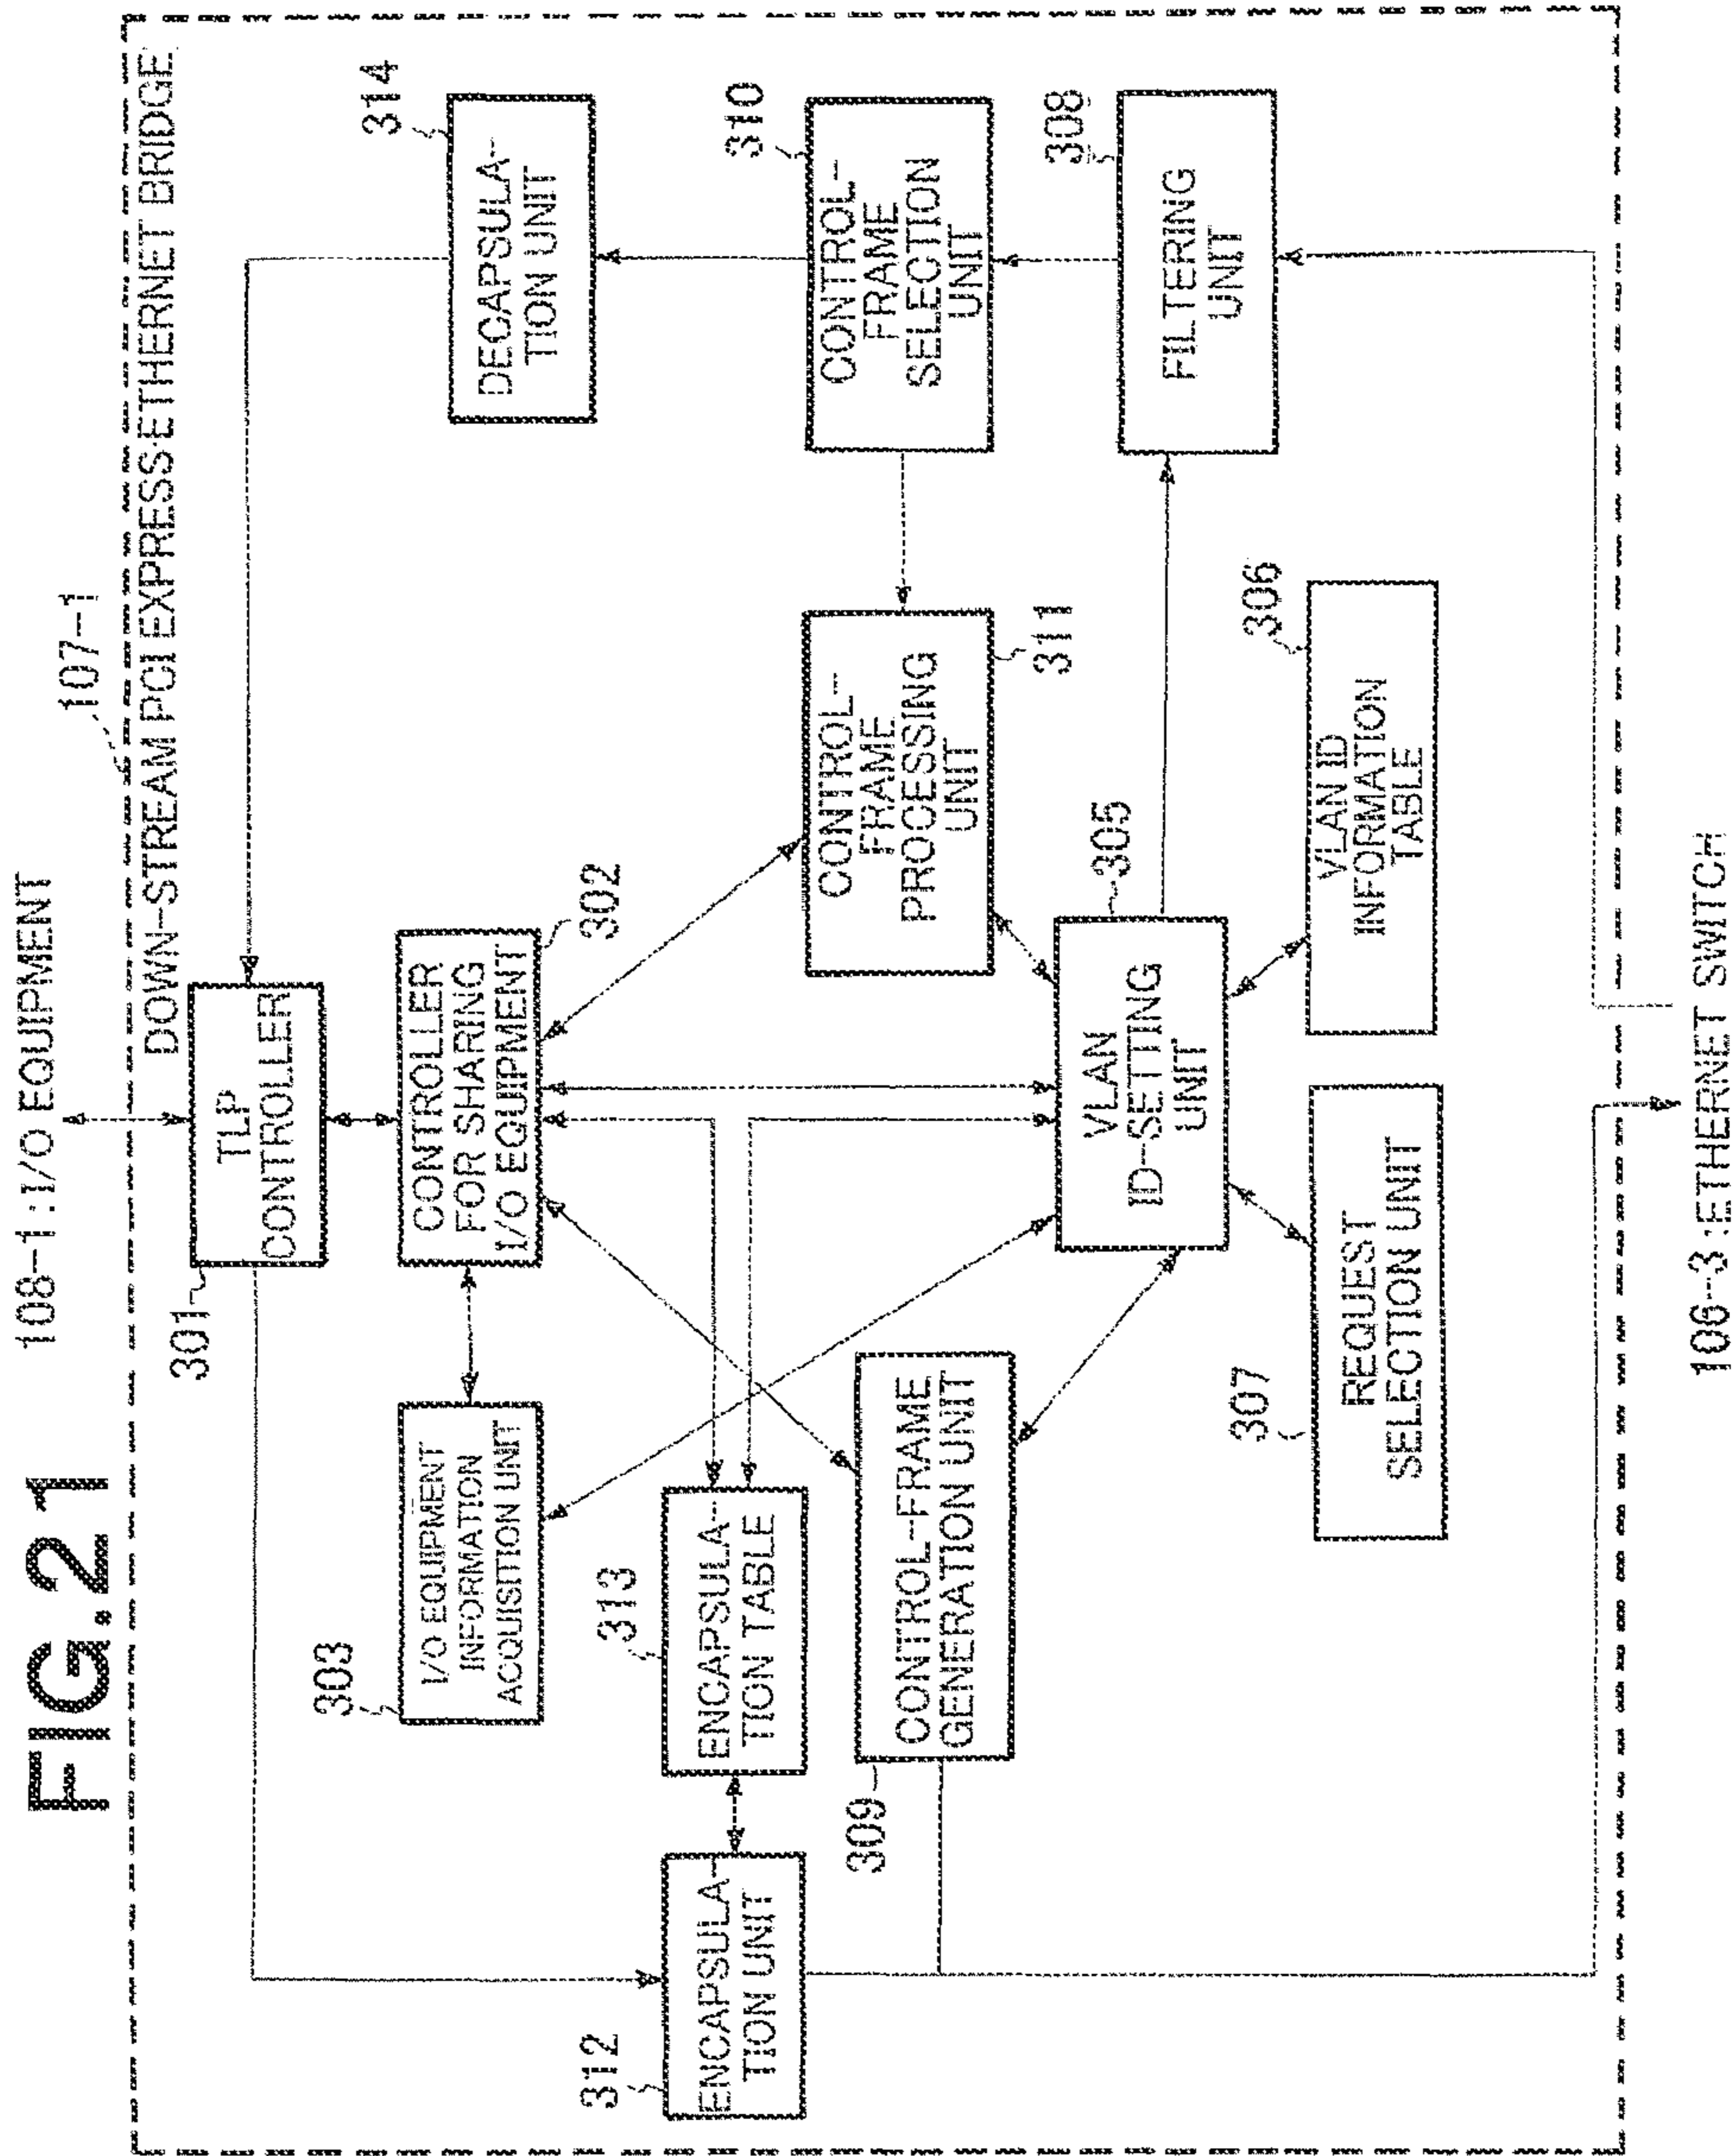 FIG.21
108-1:I/O EQUIPMENT
107-1
DOWN-STREAM PCI EXPRESS·ETHERNET BRIDGE
301
TLP
CONTROLLER
314
DECAPSULA-
TION UNIT
303
I/O EQUIPMENT
INFORMATION
ACQUISITION UNIT
CONTROLLER
FOR SHARING
I/O EQUIPMENT
302
312
ENCAPSULA-
TION UNIT
313
ENCAPSULA-
TION TABLE
309
CONTROL-FRAME
GENERATION UNIT
CONTROL-
FRAME
PROCESSING
UNIT
311
310
CONTROL-
FRAME
SELECTION
UNIT
VLAN
ID-SETTING
UNIT
305
308
FILTERING
UNIT
307
REQUEST
SELECTION UNIT
306
VLAN ID
INFORMATION
TABLE
106-3:ETHERNET SWITCH